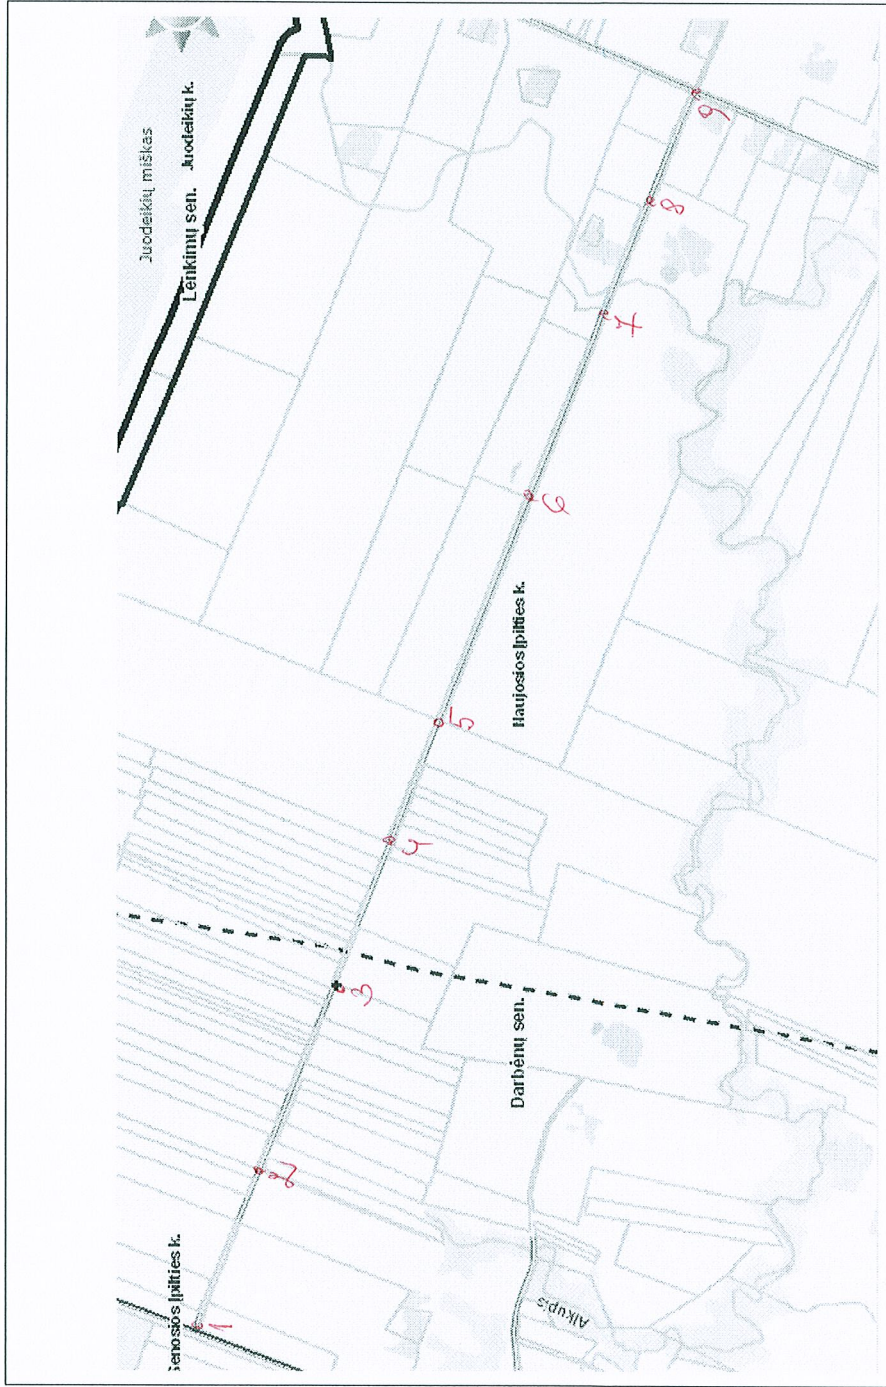 Juodeikių miškas
Lenkimų sen.
Juodeikių k.
Senosios Įpilties k.
Naujosios Įpilties k.
Darbėnų sen.
Alkupis
1
2
3
4
5
6
7
8
9